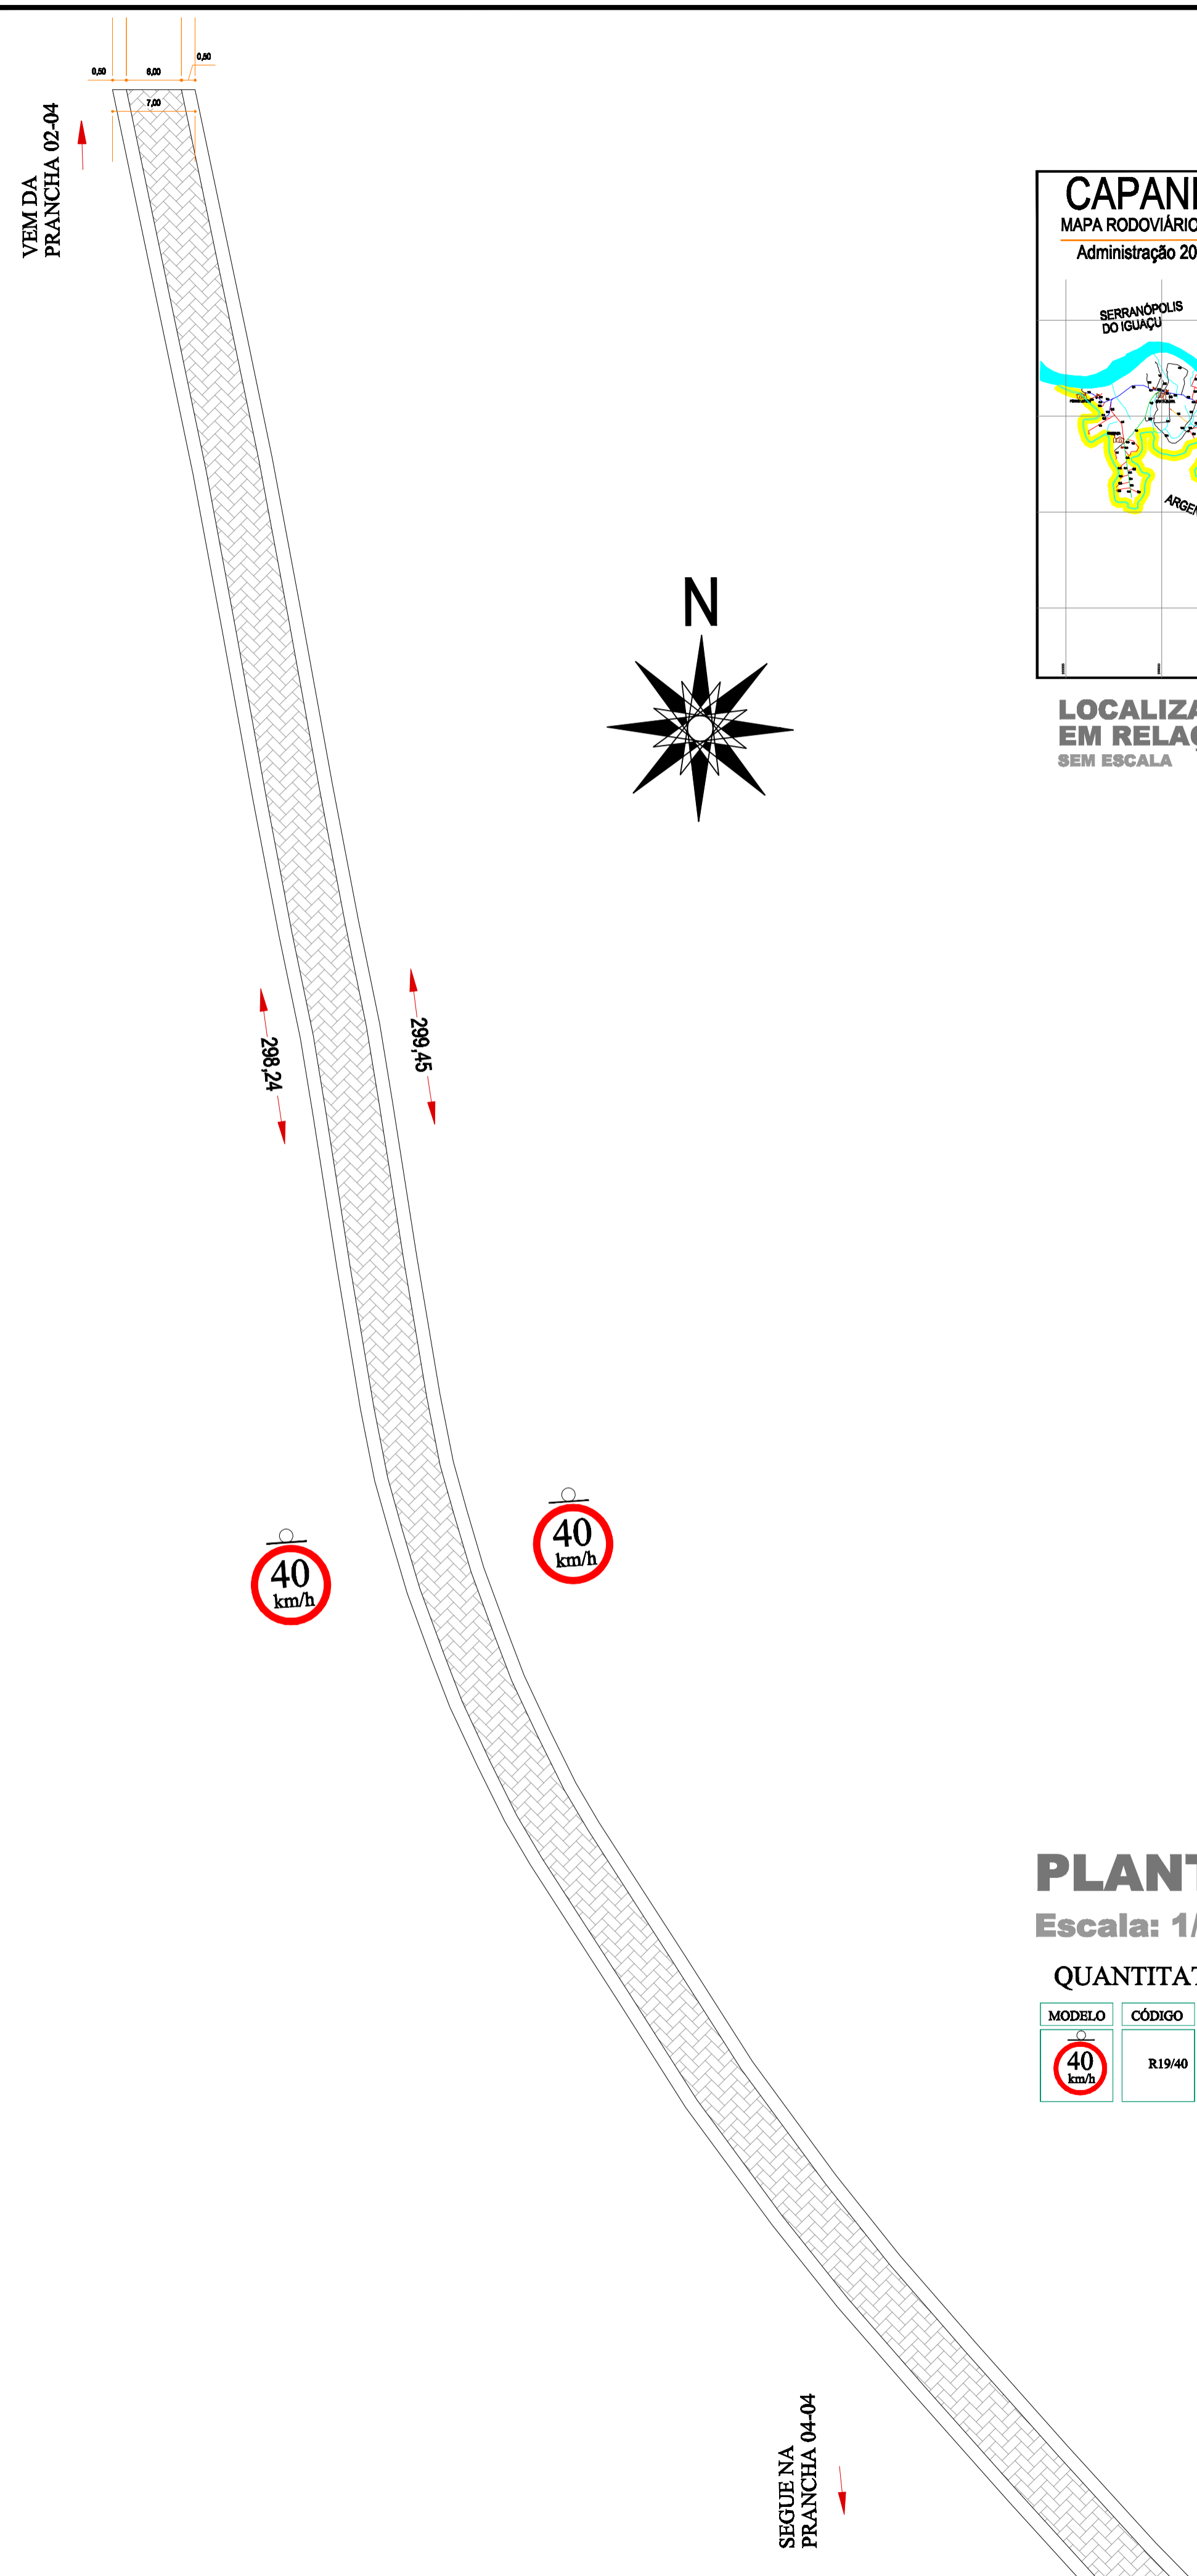 0,50
6,00
0,50
7,00
VEM DA
PRANCHA 02-04
CAPANE
MAPA RODOVIÁRIO
Administração 20
SERRANÓPOLIS
DO IGUAÇU
ARGEN
N
LOCALIZA
EM RELAÇ
SEM ESCALA
298,24
299,45
40
km/h
40
km/h
PLANT
Escala: 1/
QUANTITAT
MODELO
CÓDIGO
40
km/h
R19/40
SEGUE NA
PRANCHA 04-04